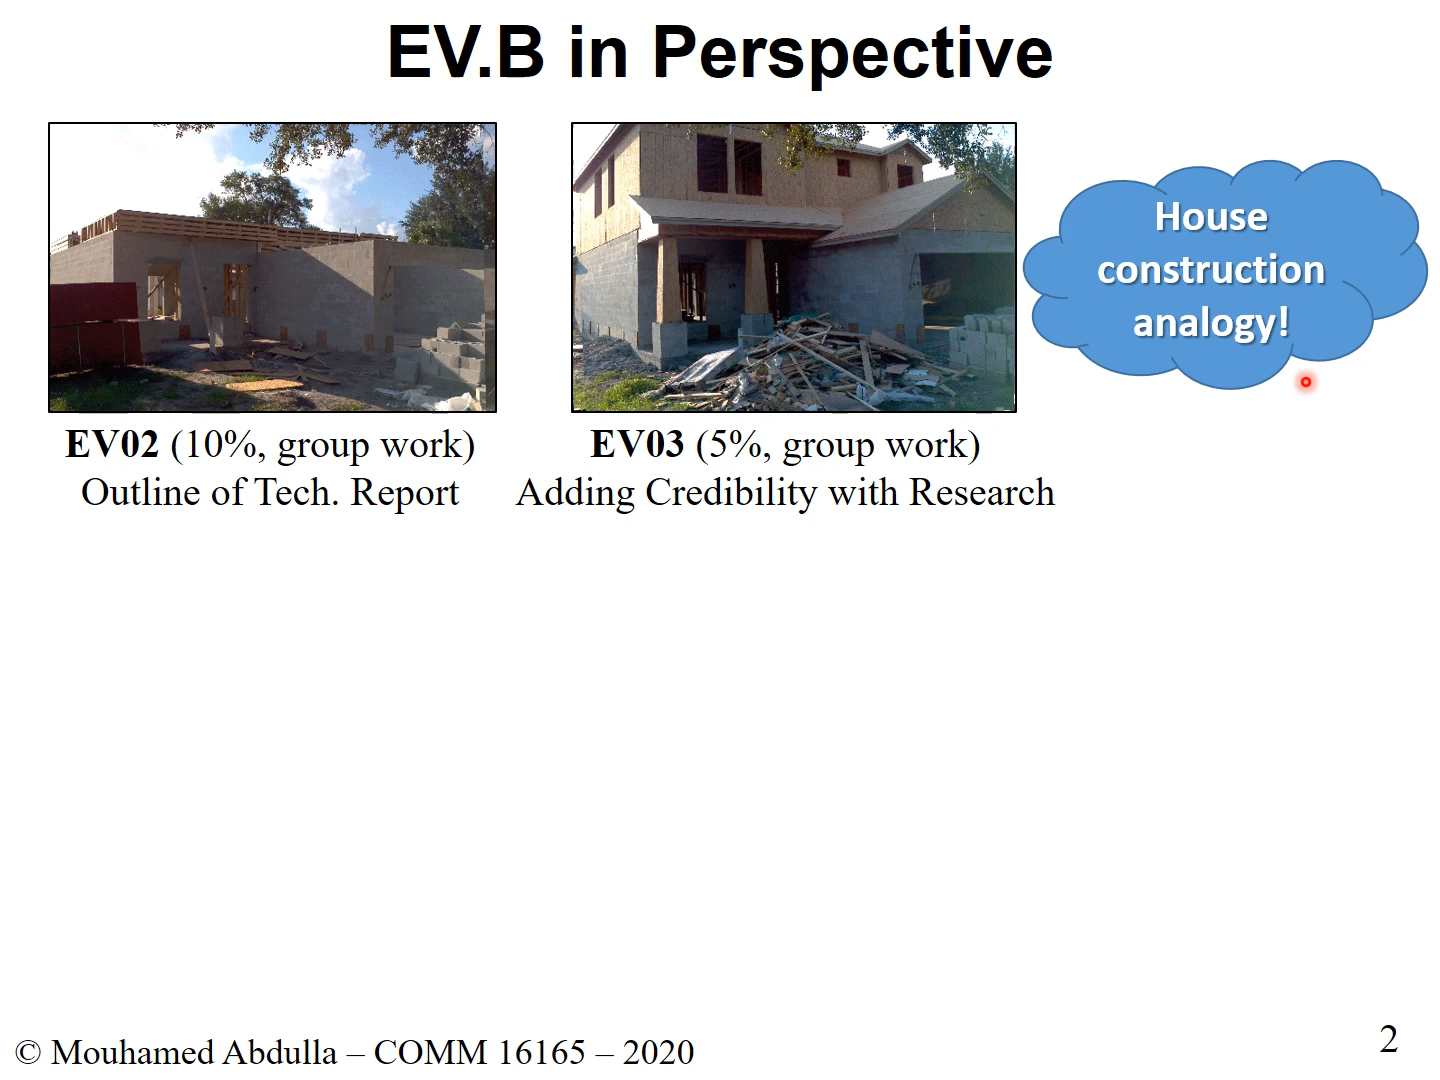 EV.B in Perspective
House
construction
analogy!
EV02 (10%, group work)
Outline of Tech. Report
EV03 (5%, group work)
Adding Credibility with Research
© Mouhamed Abdulla – COMM 16165 – 2020
2